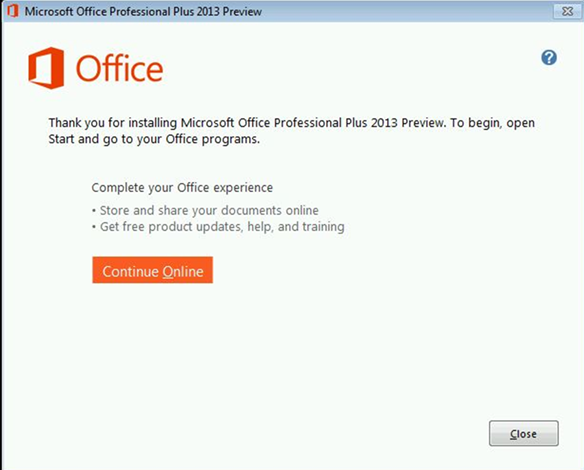 Microsoft Office Professional Plus 2013 Preview
Office
?
Thank you for installing Microsoft Office Professional Plus 2013 Preview. To begin, open
Start and go to your Office programs.
Complete your Office experience
• Store and share your documents online
• Get free product updates, help, and training
Continue Online
Close